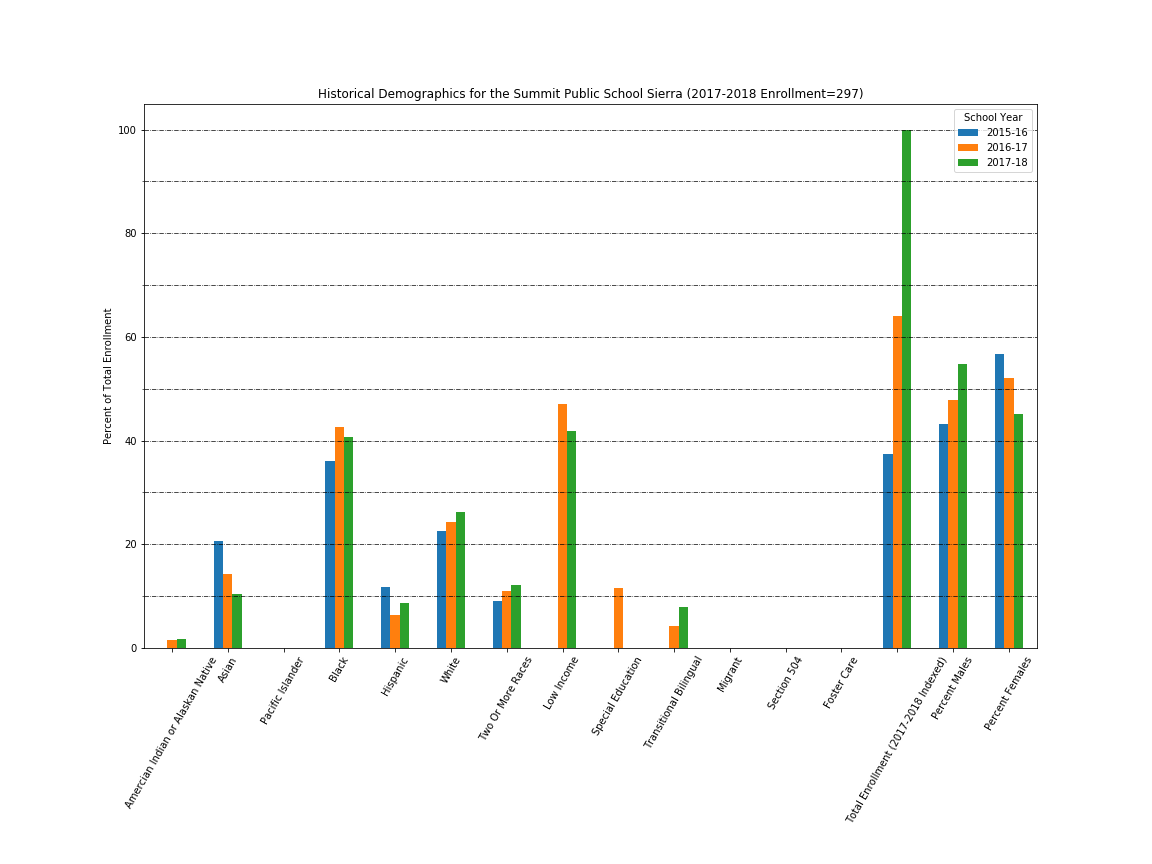 Historical Demographics for the Summit Public School Sierra (2017-2018 Enrollment=297)
School Year
2015-16
2016-17
2017-18
Percent of Total Enrollment
100
80
60
40
20
0
Amercian Indian or Alaskan Native
Asian
Pacific Islander
Black
Hispanic
White
Two Or More Races
Low Income
Special Education
Transitional Bilingual
Migrant
Section 504
Foster Care
Total Enrollment (2017-2018 Indexed)
Percent Males
Percent Females